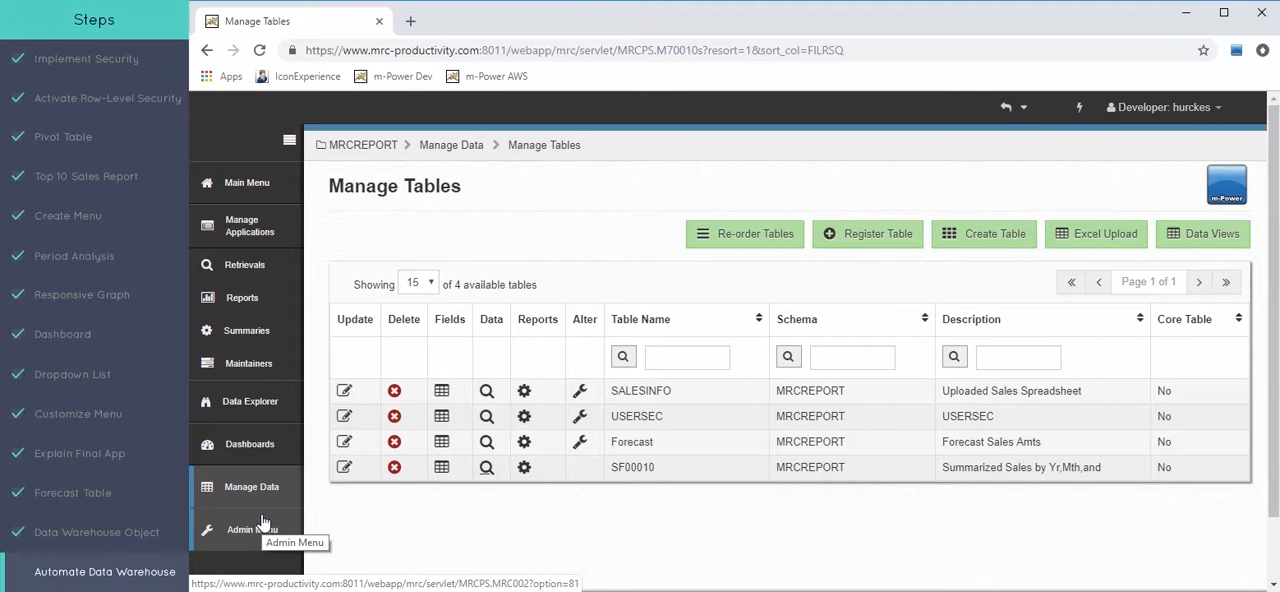 Steps
Implement Security
Activate Row-Level Security
Pivot Table
Top 10 Sales Report
Create Menu
Period Analysis
Responsive Graph
Dashboard
Dropdown List
Customize Menu
Explain Final App
Forecast Table
Data Warehouse Object
Automate Data Warehouse
Manage Tables
https://www.mrc-productivity.com:8011/webapp/mrc/servlet/MRCPS.M70010s?resort=1&sort_col=FILRSQ
Apps IconExperience m-Power Dev m-Power AWS
Developer: hurckes
MRCREPORT Manage Data Manage Tables
Main Menu
Manage Applications
Retrievals
Reports
Summaries
Maintainers
Data Explorer
Dashboards
Manage Data
Admin Menu
Manage Tables
m-Power
Re-order Tables Register Table Create Table Excel Upload Data Views
Showing 15 of 4 available tables
Page 1 of 1
Update Delete Fields Data Reports Alter Table Name Schema Description Core Table
SALESINFO MRCREPORT Uploaded Sales Spreadsheet No
USERSEC MRCREPORT USERSEC No
Forecast MRCREPORT Forecast Sales Amts No
SF00010 MRCREPORT Summarized Sales by Yr,Mth,and No
Admin Menu
https://www.mrc-productivity.com:8011/webapp/mrc/servlet/MRCPS.MRC002?option=81